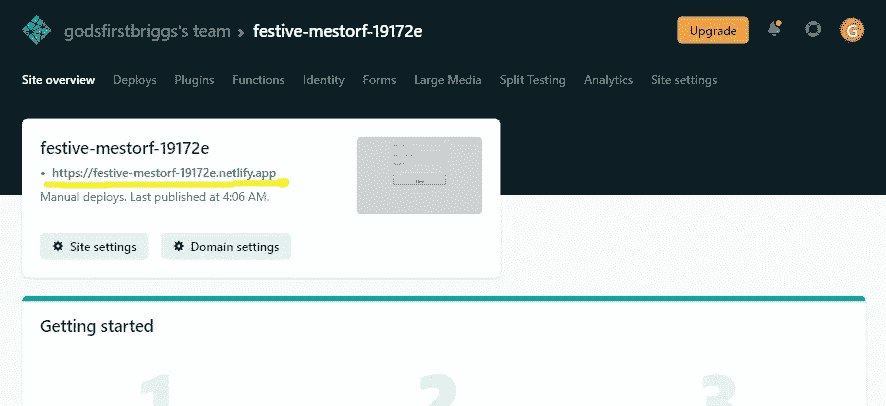 godsfirstbriggs's team > festive-mestorf-19172e
Upgrade
G
Site overview Deploys Plugins Functions Identity Forms Large Media Split Testing Analytics Site settings
festive-mestorf-19172e
• https://festive-mestorf-19172e.netlify.app
Manual deploys. Last published at 4:06 AM.
Site settings Domain settings
Getting started
1 2 3